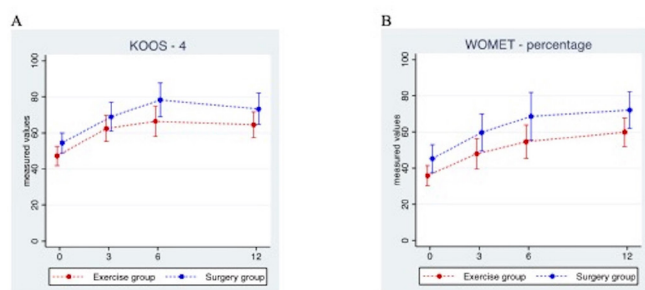 A
KOOS - 4
measured values
100
80
60
40
20
0
0 3 6 12
Exercise group Surgery group
B
WOMET - percentage
measured values
100
80
60
40
20
0
0 3 6 12
Exercise group Surgery group